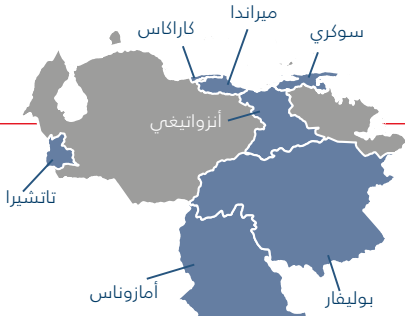 ميراندا
كاراكاس
سوكري
أنزواتيغي
تاتشيرا
أمازوناس
بوليفار